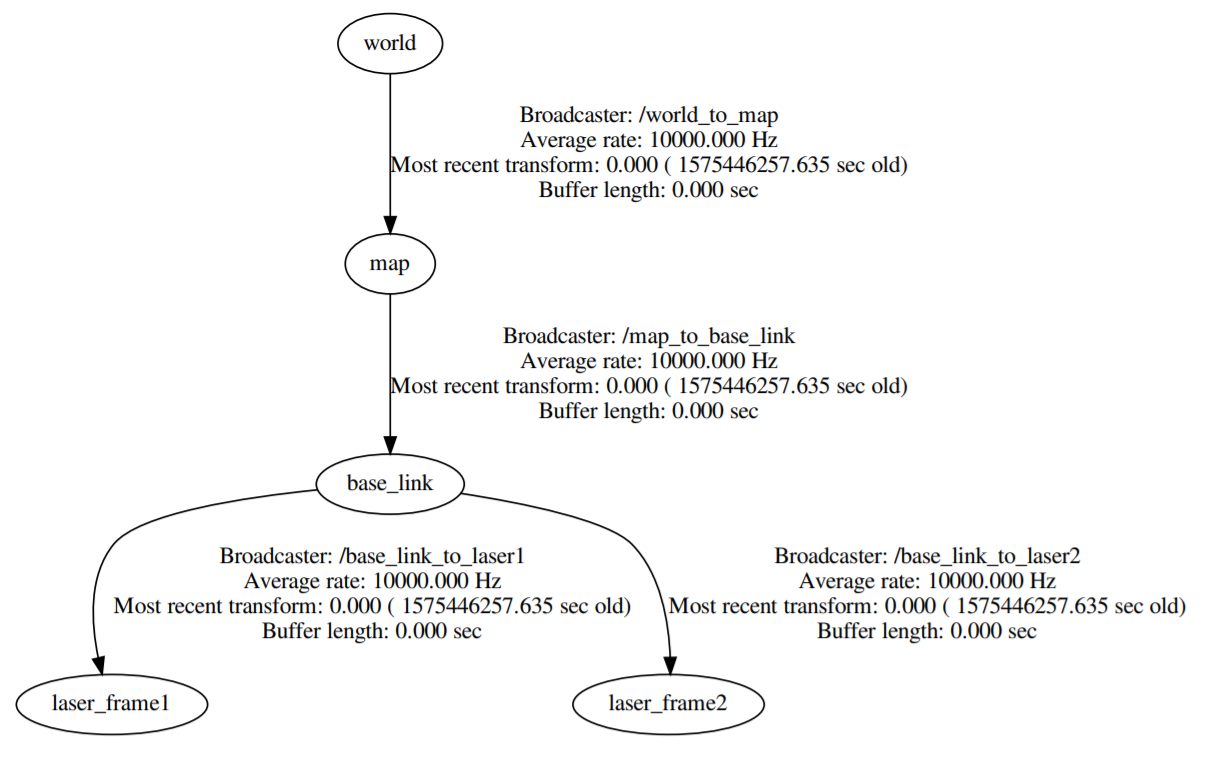 world
Broadcaster: /world_to_map
Average rate: 10000.000 Hz
Most recent transform: 0.000 ( 1575446257.635 sec old)
Buffer length: 0.000 sec
map
Broadcaster: /map_to_base_link
Average rate: 10000.000 Hz
Most recent transform: 0.000 ( 1575446257.635 sec old)
Buffer length: 0.000 sec
base_link
Broadcaster: /base_link_to_laser1
Average rate: 10000.000 Hz
Most recent transform: 0.000 ( 1575446257.635 sec old)
Buffer length: 0.000 sec
Broadcaster: /base_link_to_laser2
Average rate: 10000.000 Hz
Most recent transform: 0.000 ( 1575446257.635 sec old)
Buffer length: 0.000 sec
laser_frame1
laser_frame2